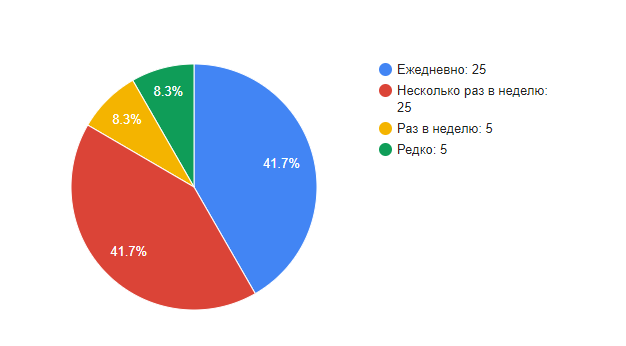 8.3%
8.3%
41.7%
41.7%
Ежедневно: 25
Несколько раз в неделю:
25
Раз в неделю: 5
Редко: 5